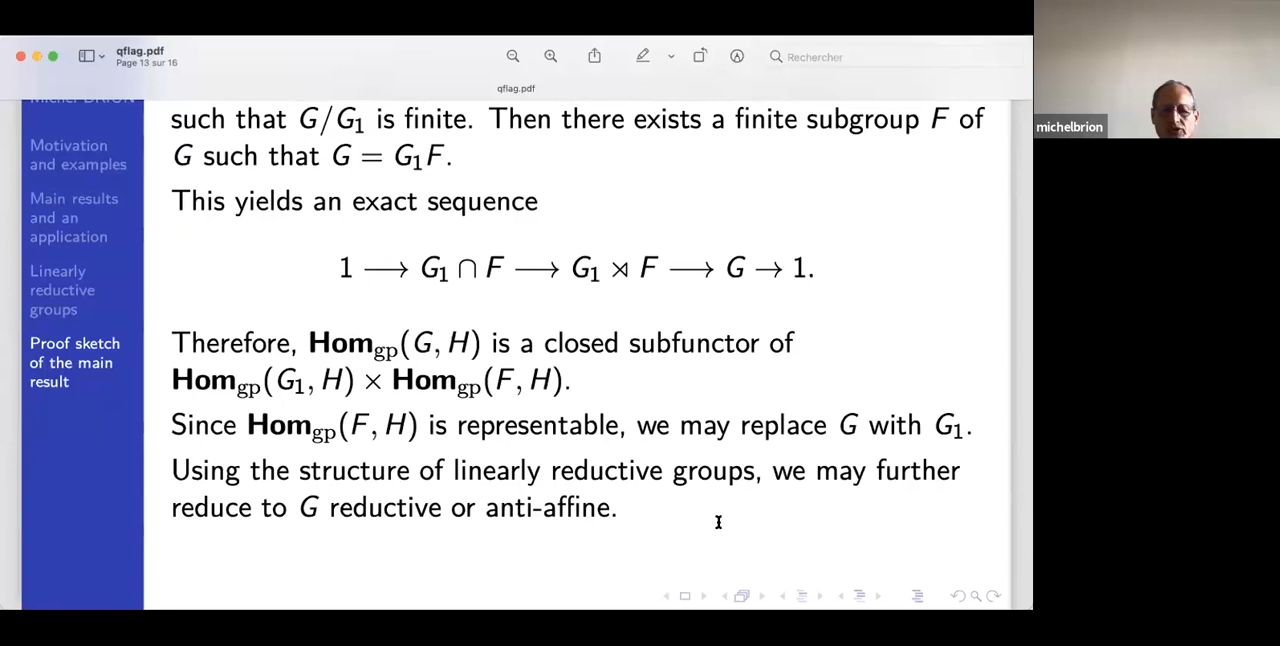 qflag.pdf
Page 13 sur 16
Rechercher
qflag.pdf
Michel BRION
Motivation
and examples
Main results
and an
application
Linearly
reductive
groups
Proof sketch
of the main
result
such that G/G₁ is finite. Then there exists a finite subgroup F of
G such that G = G₁F.
This yields an exact sequence
1 ⟶ G₁ ∩ F ⟶ G₁ ⋊ F ⟶ G → 1.
Therefore, Hom_gp(G, H) is a closed subfunctor of
Hom_gp(G₁, H) × Hom_gp(F, H).
Since Hom_gp(F, H) is representable, we may replace G with G₁.
Using the structure of linearly reductive groups, we may further
reduce to G reductive or anti-affine.
michelbrion